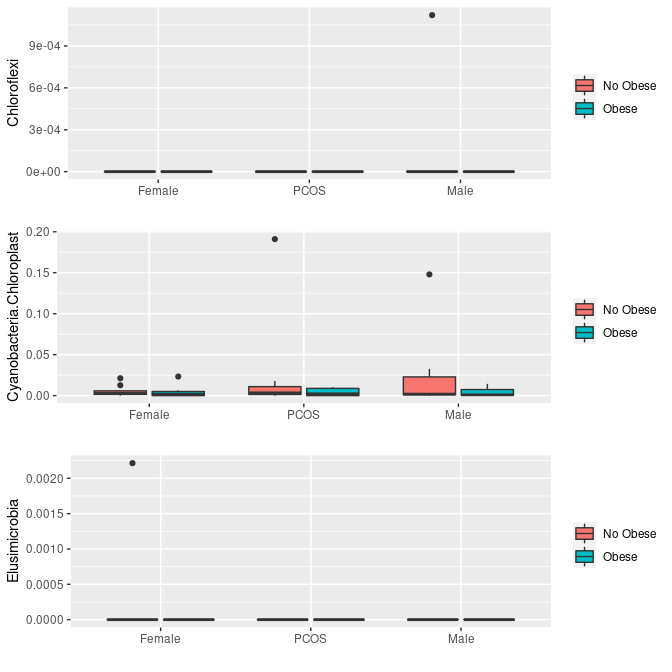 Chloroflexi
9e-04
6e-04
3e-04
0e+00
Female PCOS Male
No Obese
Obese
Cyanobacteria.Chloroplast
0.20
0.15
0.10
0.05
0.00
Female PCOS Male
No Obese
Obese
Elusimicrobia
0.0020
0.0015
0.0010
0.0005
0.0000
Female PCOS Male
No Obese
Obese